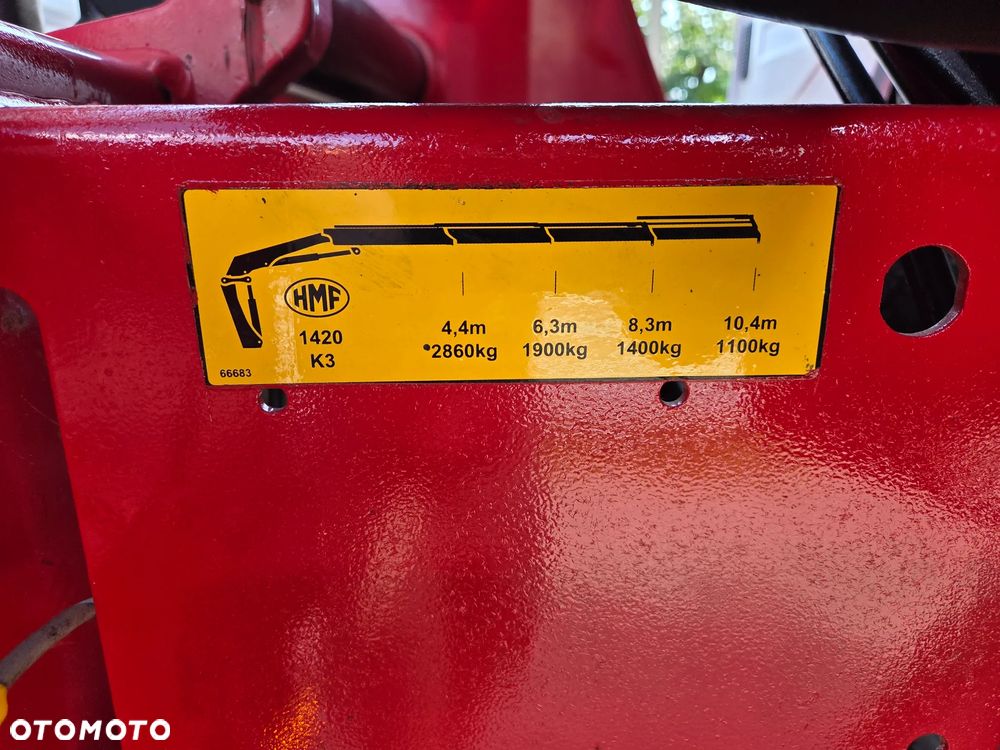 HMF
1420
K3
66683
4,4m 6,3m 8,3m 10,4m
*2860kg 1900kg 1400kg 1100kg
OTOMOTO